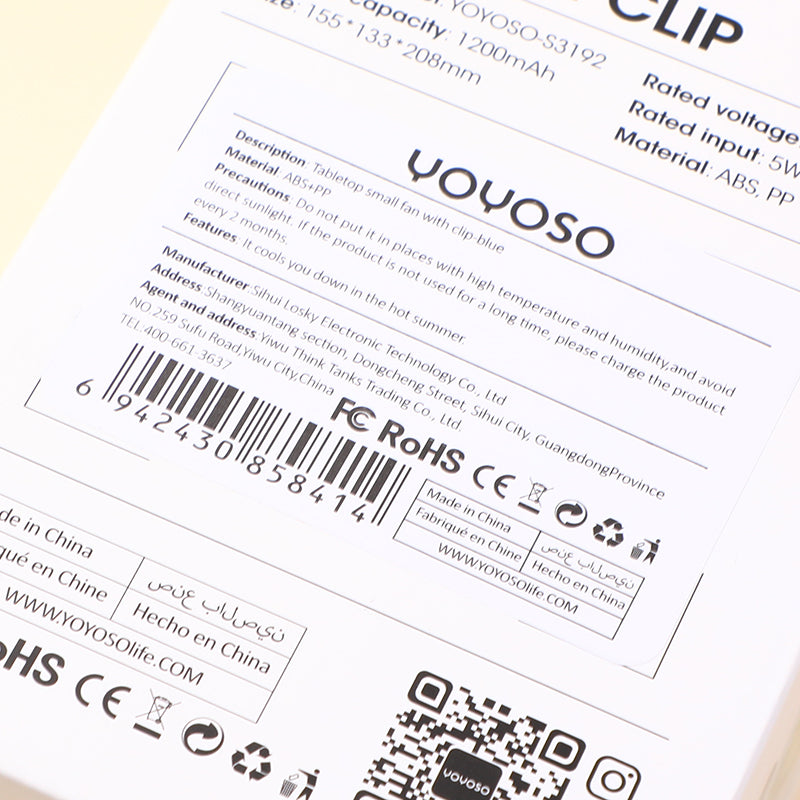 CLIP
YOYOSO-S3192
Capacity: 1200mAh
155*133*208mm
Rated voltage:
Rated input: 5W
Material: ABS, PP
YOYOSO
Description: Tabletop small fan with clip-blue
Material: ABS+PP
Precautions: Do not put it in places with high temperature and humidity,and avoid
direct sunlight. If the product is not used for a long time, please charge the product
every 2 months.
Features: It cools you down in the hot summer.
Manufacturer:Sihui Losky Electronic Technology Co., Ltd
Address:Shangyuantang section, Dongcheng Street, Sihui City, GuangdongProvince
Agent and address:Yiwu Think Tanks Trading Co., Ltd.
NO.259 Sufu Road,Yiwu City,China
TEL:400-661-3637
6 942430 858414
FC RoHS CE
Made in China
Fabriqué en Chine
صنع بالصين
Hecho en China
WWW.YOYOSOlife.COM
de in China
qué en Chine
صنع بالصين
Hecho en China
WWW.YOYOSOlife.COM
oHS CE
YOYOSO